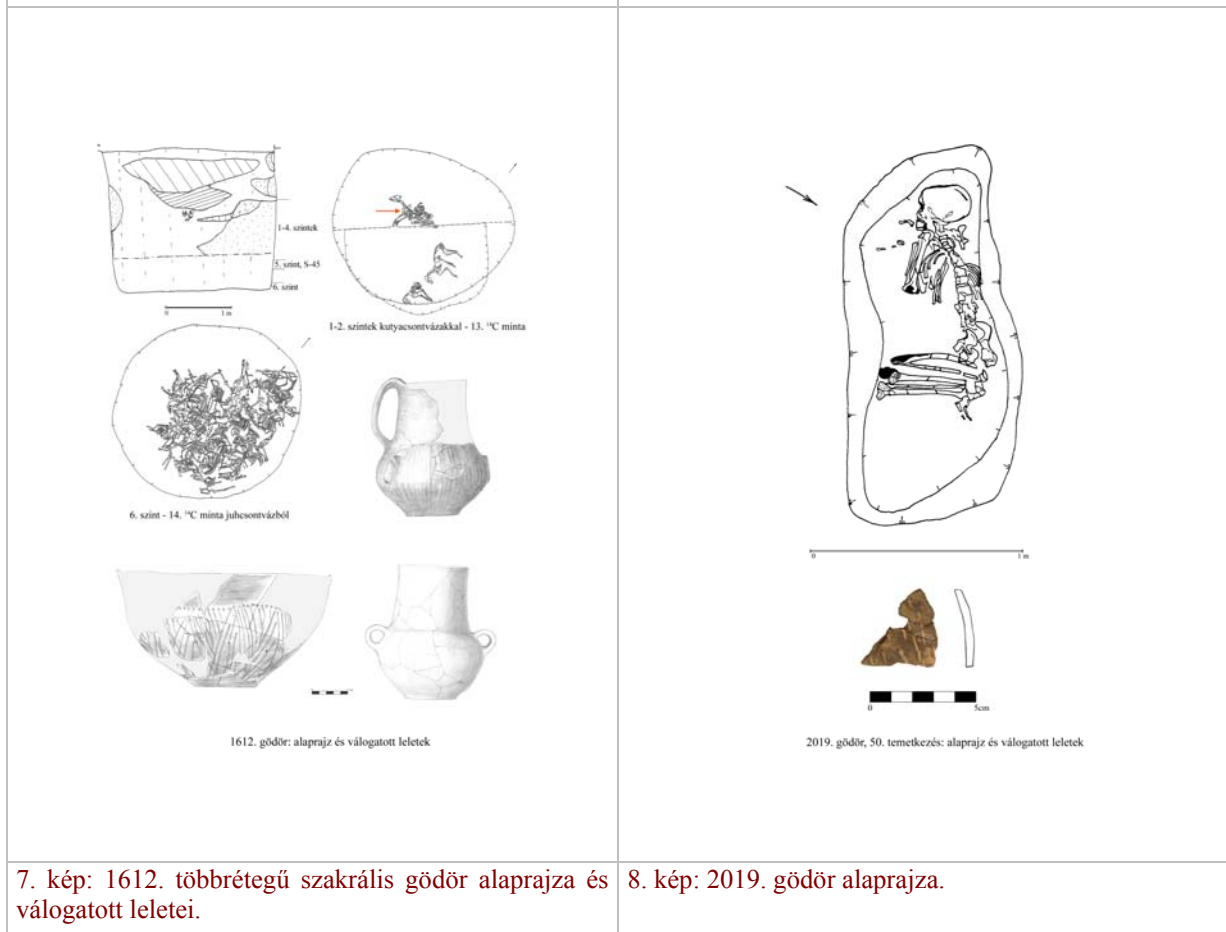 1-4. szintek
5. szint, S-45
6. szint
0 1 m
1-2. szintek kutyacsontvázakkal - 13. ¹⁴C minta
6. szint - 14. ¹⁴C minta juhcsontvázból
1612. gödör: alaprajz és válogatott leletek
0 1 m
0 5cm
2019. gödör, 50. temetkezés: alaprajz és válogatott leletek
7. kép: 1612. többrétegű szakrális gödör alaprajza és
válogatott leletei.
8. kép: 2019. gödör alaprajza.